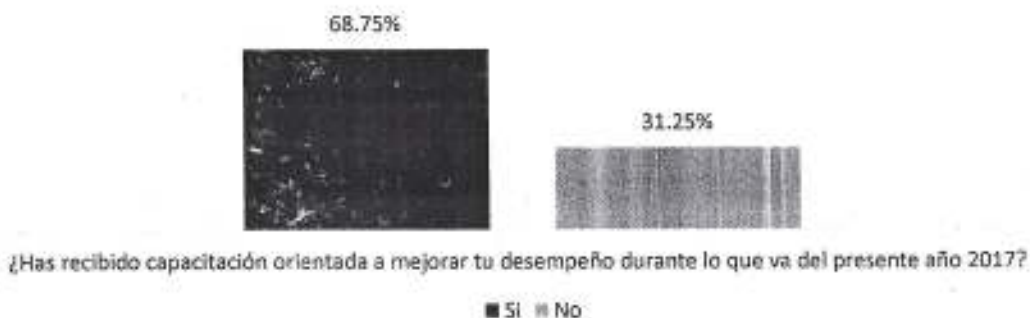 68.75%
31.25%
¿Has recibido capacitación orientada a mejorar tu desempeño durante lo que va del presente año 2017?
Si No